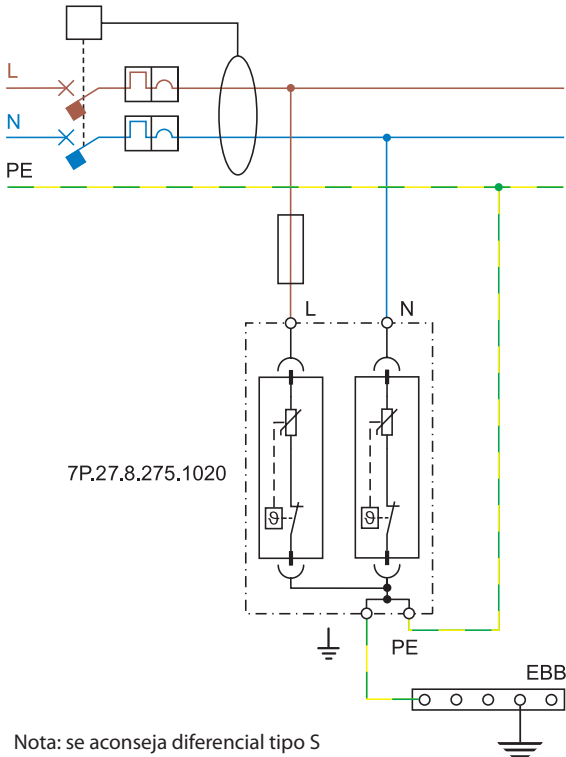 L
N
PE
L
N
7P.27.8.275.1020
ϑ
ϑ
PE
EBB
Nota: se aconseja diferencial tipo S